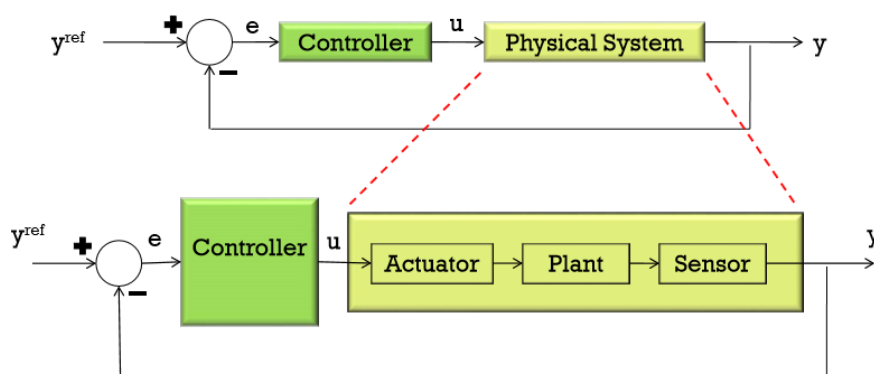 y^ref + e Controller u Physical System y
−
y^ref + e Controller u Actuator Plant Sensor y
−